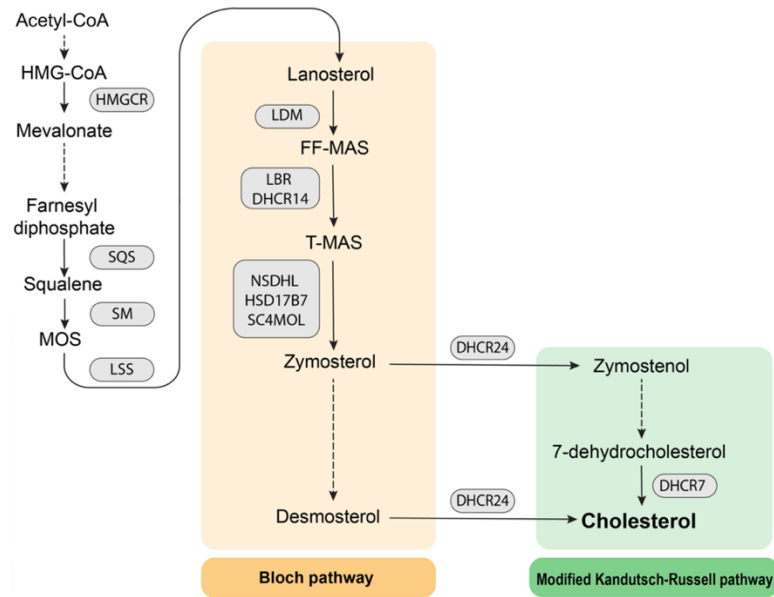 Acetyl-CoA
HMG-CoA
HMGCR
Mevalonate
Farnesyl
diphosphate
SQS
Squalene
SM
MOS
LSS
Lanosterol
LDM
FF-MAS
LBR
DHCR14
T-MAS
NSDHL
HSD17B7
SC4MOL
Zymosterol
DHCR24
Zymostenol
7-dehydrocholesterol
DHCR7
Desmosterol
DHCR24
Cholesterol
Bloch pathway
Modified Kandutsch-Russell pathway